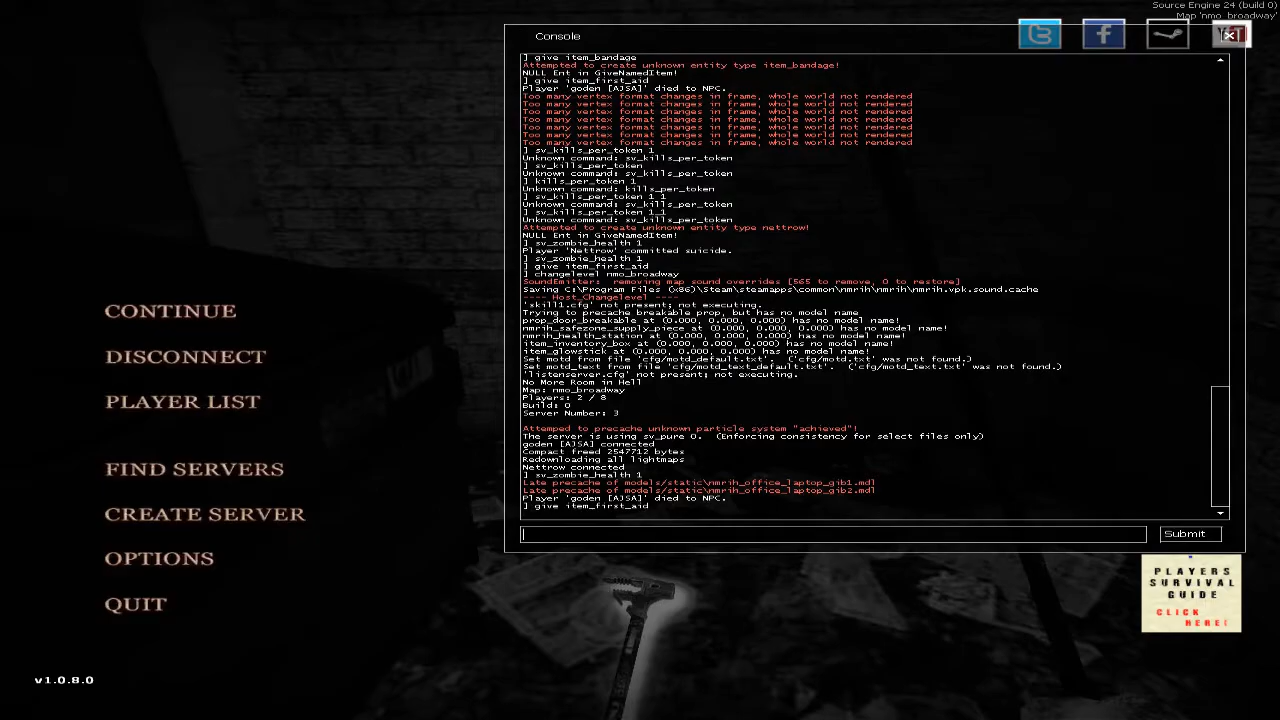 Source Engine 24 (build 0)
Map 'nmo_broadway'
Console
] give item_bandage
Attempted to create unknown entity type item_bandage!
NULL Ent in GiveNamedItem!
] give item_first_aid
Player 'goden [AJSA]' died to NPC.
Too many vertex format changes in frame, whole world not rendered
Too many vertex format changes in frame, whole world not rendered
Too many vertex format changes in frame, whole world not rendered
Too many vertex format changes in frame, whole world not rendered
Too many vertex format changes in frame, whole world not rendered
Too many vertex format changes in frame, whole world not rendered
Too many vertex format changes in frame, whole world not rendered
] sv_kills_per_token 1
Unknown command: sv_kills_per_token
] sv_kills_per_token
Unknown command: sv_kills_per_token
] kills_per_token 1
Unknown command: kills_per_token
] sv_kills_per_token 1 1
Unknown command: sv_kills_per_token
] sv_kills_per_token 1 1
Unknown command: sv_kills_per_token
Attempted to create unknown entity type nettrow!
NULL Ent in GiveNamedItem!
] sv_zombie_health 1
Player 'Nettrow' committed suicide.
] sv_zombie_health 1
] give item_first_aid
] changelevel nmo_broadway
SoundEmitter:  removing map sound overrides [565 to remove, 0 to restore]
Saving C:\Program Files (x86)\Steam\steamapps\common\nmrih\nmrih\nmrih.vpk.sound.cache
---- Host_Changelevel ----
'skill1.cfg' not present; not executing.
Trying to precache breakable prop, but has no model name
prop_door_breakable at (0.000, 0.000, 0.000) has no model name!
nmrih_safezone_supply_piece at (0.000, 0.000, 0.000) has no model name!
nmrih_health_station at (0.000, 0.000, 0.000) has no model name!
item_inventory_box at (0.000, 0.000, 0.000) has no model name!
item_glowstick at (0.000, 0.000, 0.000) has no model name!
Set motd from file 'cfg/motd_default.txt'.  ('cfg/motd.txt' was not found.)
Set motd_text from file 'cfg/motd_text_default.txt'.  ('cfg/motd_text.txt' was not found.)
'listenserver.cfg' not present; not executing.
No More Room in Hell
Map: nmo_broadway
Players: 2 / 8
Build: 0
Server Number: 3
Attemped to precache unknown particle system "achieved"!
The server is using sv_pure 0.  (Enforcing consistency for select files only)
goden [AJSA] connected
Compact freed 2547712 bytes
Redownloading all lightmaps
Nettrow connected
] sv_zombie_health 1
Late precache of models/static\nmrih_office_laptop_gib1.mdl
Late precache of models/static\nmrih_office_laptop_gib2.mdl
Player 'goden [AJSA]' died to NPC.
] give item_first_aid
Submit
CONTINUE
DISCONNECT
PLAYER LIST
FIND SERVERS
CREATE SERVER
OPTIONS
QUIT
PLAYERS
SURVIVAL
GUIDE
CLICK
HERE!
v1.0.8.0